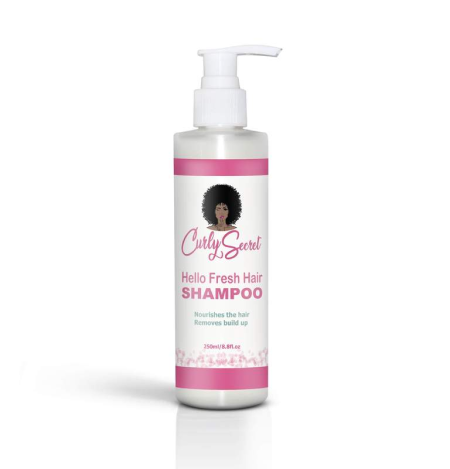 Curly Secret
Hello Fresh Hair
SHAMPOO
Nourishes the hair
Removes build up
250ml/8.8fl.oz